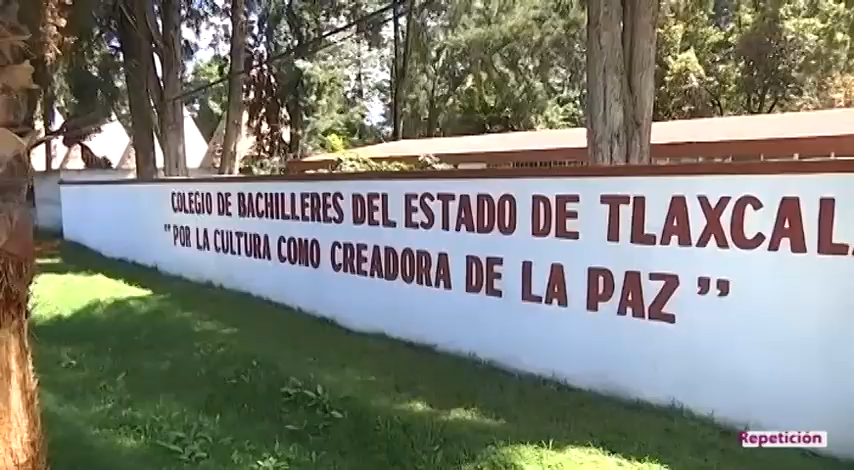 COLEGIO DE BACHILLERES DEL ESTADO DE TLAXCAL
"POR LA CULTURA COMO CREADORA DE LA PAZ"
Repetición